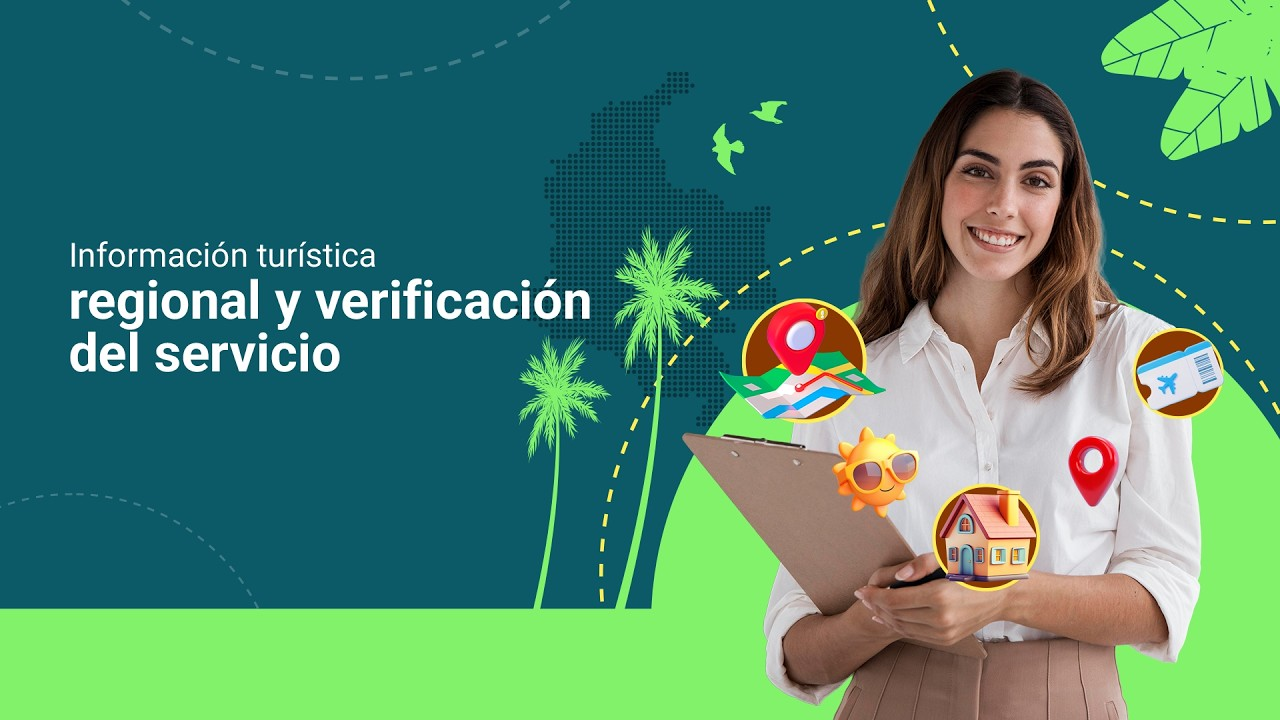 Información turística
regional y verificación
del servicio